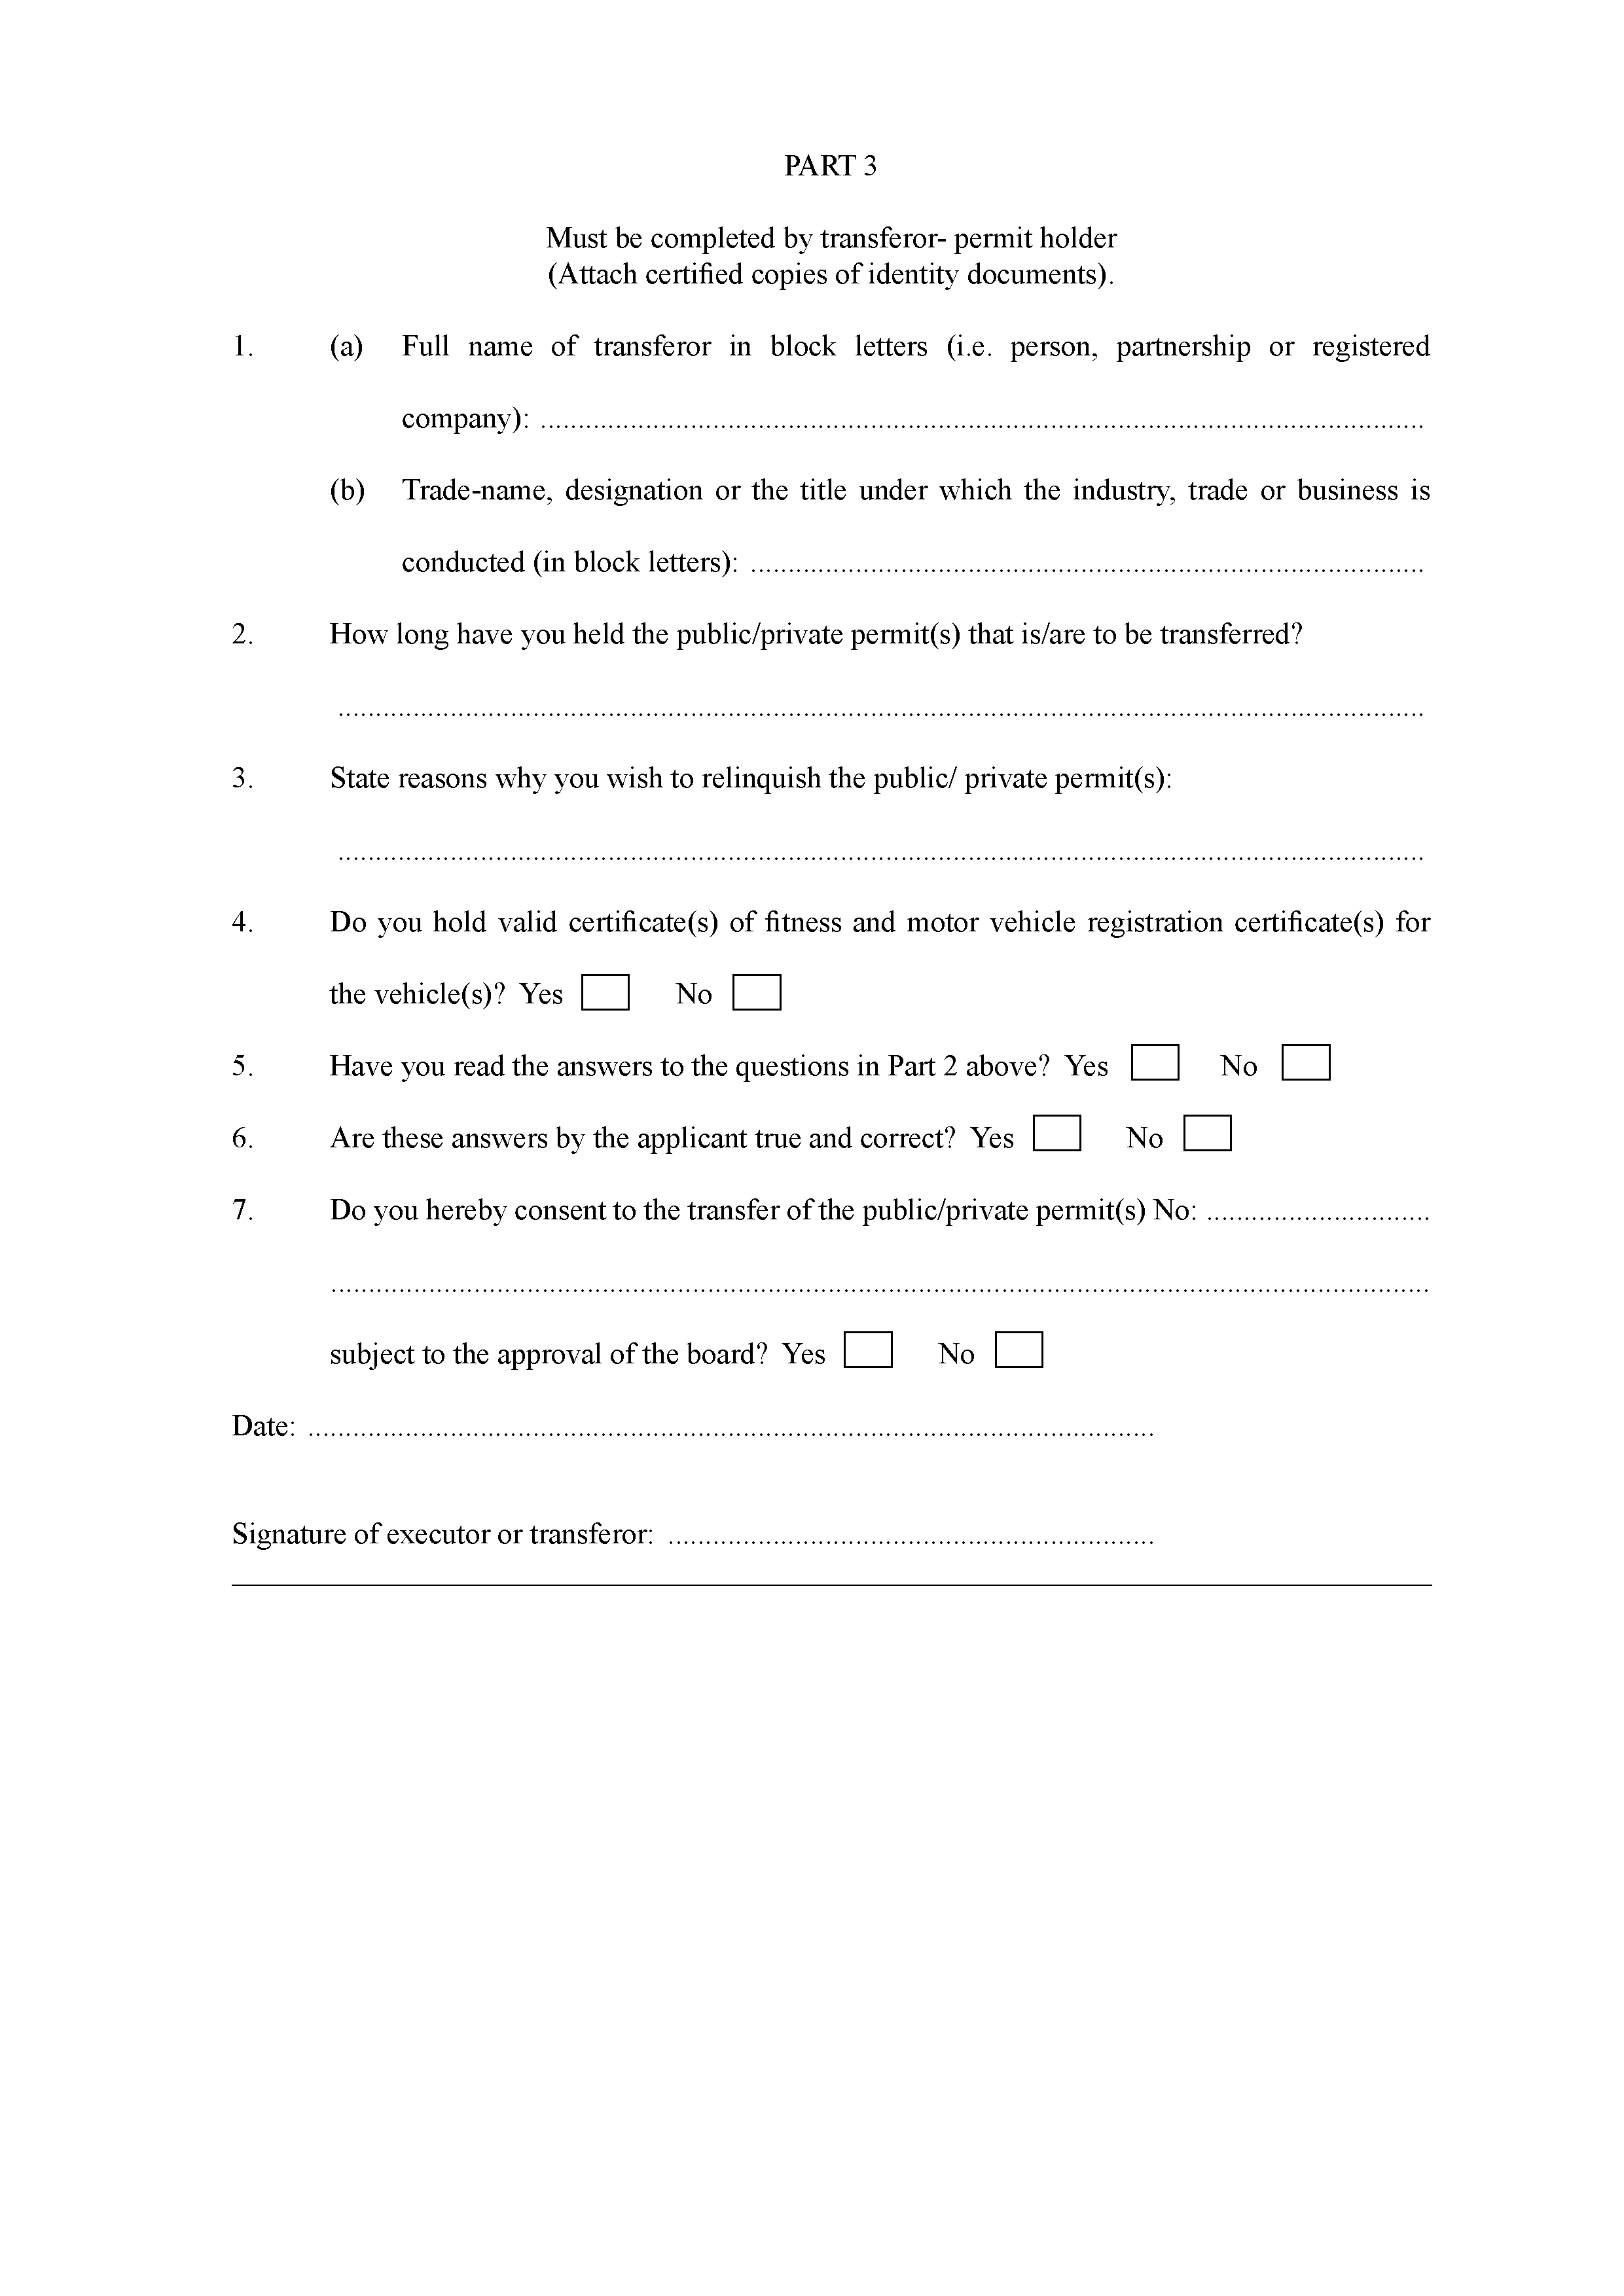 PART 3
Must be completed by transferor- permit holder
(Attach certified copies of identity documents).
1. (a) Full name of transferor in block letters (i.e. person, partnership or registered
company): ........................................................................................................................
(b) Trade-name, designation or the title under which the industry, trade or business is
conducted (in block letters): ..........................................................................................
2. How long have you held the public/private permit(s) that is/are to be transferred?
.................................................................................................................................................
3. State reasons why you wish to relinquish the public/ private permit(s):
.................................................................................................................................................
4. Do you hold valid certificate(s) of fitness and motor vehicle registration certificate(s) for
the vehicle(s)? Yes No
5. Have you read the answers to the questions in Part 2 above? Yes No
6. Are these answers by the applicant true and correct? Yes No
7. Do you hereby consent to the transfer of the public/private permit(s) No: ..............................
...................................................................................................................................................
subject to the approval of the board? Yes No
Date: .................................................................................................................
Signature of executor or transferor: .................................................................